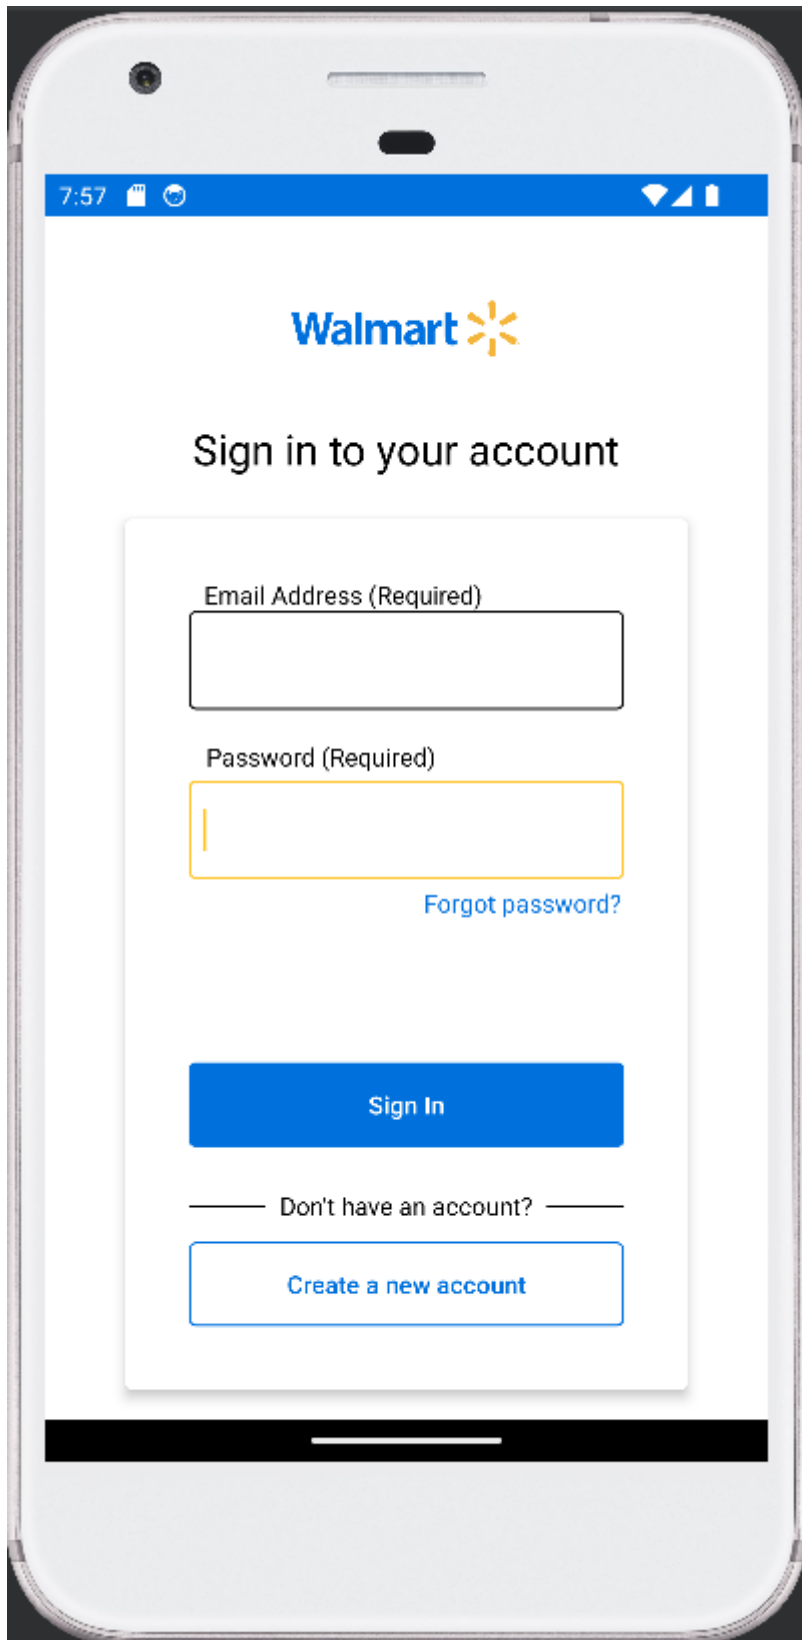 7:57
Walmart
Sign in to your account
Email Address (Required)
Password (Required)
Forgot password?
Sign In
Don't have an account?
Create a new account